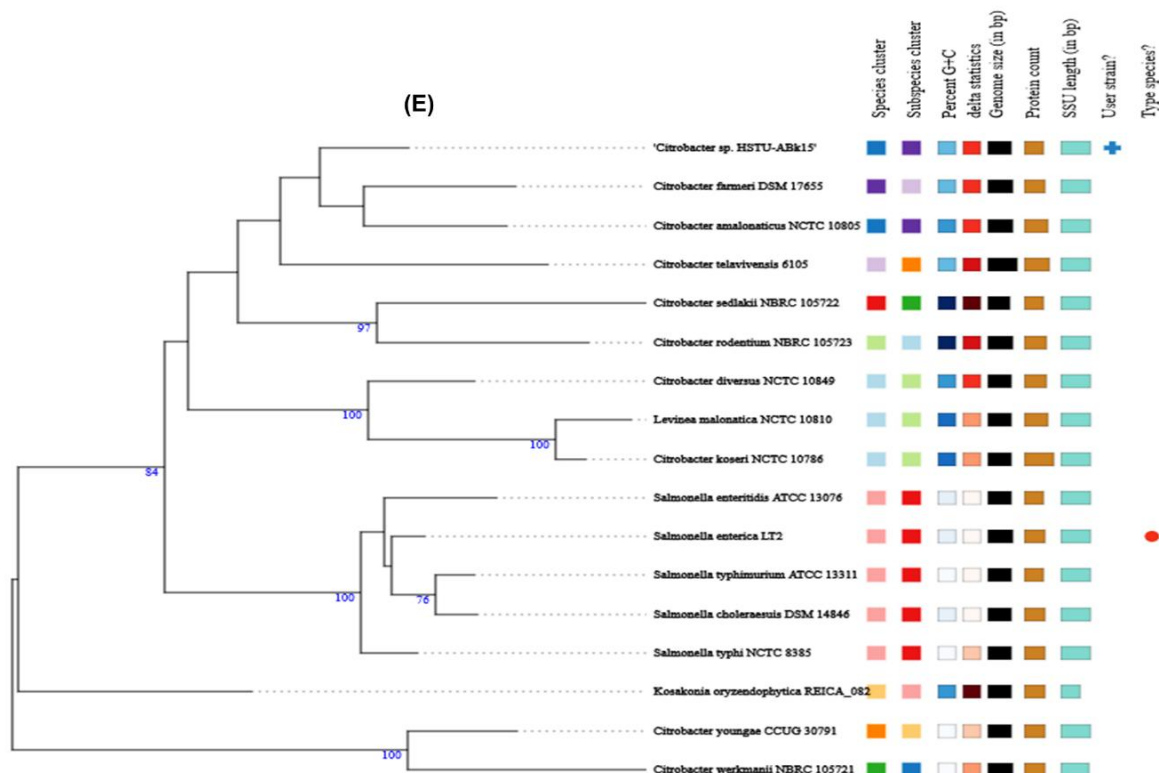 (E)
Species cluster
Subspecies cluster
Percent G+C
delta statistics
Genome size (in bp)
Protein count
SSU length (in bp)
User strain?
Type species?
'Citrobacter sp. HSTU-ABk15'
Citrobacter farmeri DSM 17655
Citrobacter amalonaticus NCTC 10805
Citrobacter telavivensis 6105
Citrobacter sedlakii NBRC 105722
97
Citrobacter rodentium NBRC 105723
Citrobacter diversus NCTC 10849
100
Levinea malonatica NCTC 10810
100
Citrobacter koseri NCTC 10786
84
Salmonella enteritidis ATCC 13076
Salmonella enterica LT2
Salmonella typhimurium ATCC 13311
100
76
Salmonella choleraesuis DSM 14846
Salmonella typhi NCTC 8385
Kosakonia oryzendophytica REICA_082
Citrobacter youngae CCUG 30791
100
Citrobacter werkmanii NBRC 105721